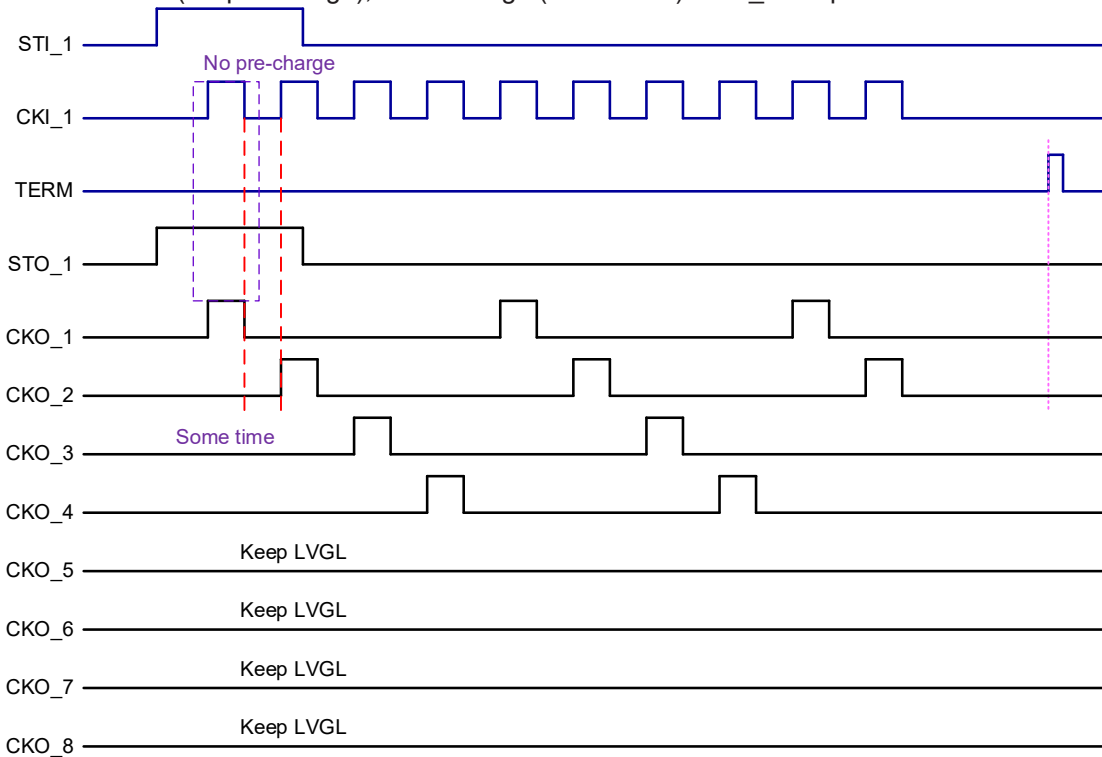 STI_1
No pre-charge
CKI_1
TERM
STO_1
CKO_1
CKO_2
Some time
CKO_3
CKO_4
Keep LVGL
CKO_5
Keep LVGL
CKO_6
Keep LVGL
CKO_7
Keep LVGL
CKO_8